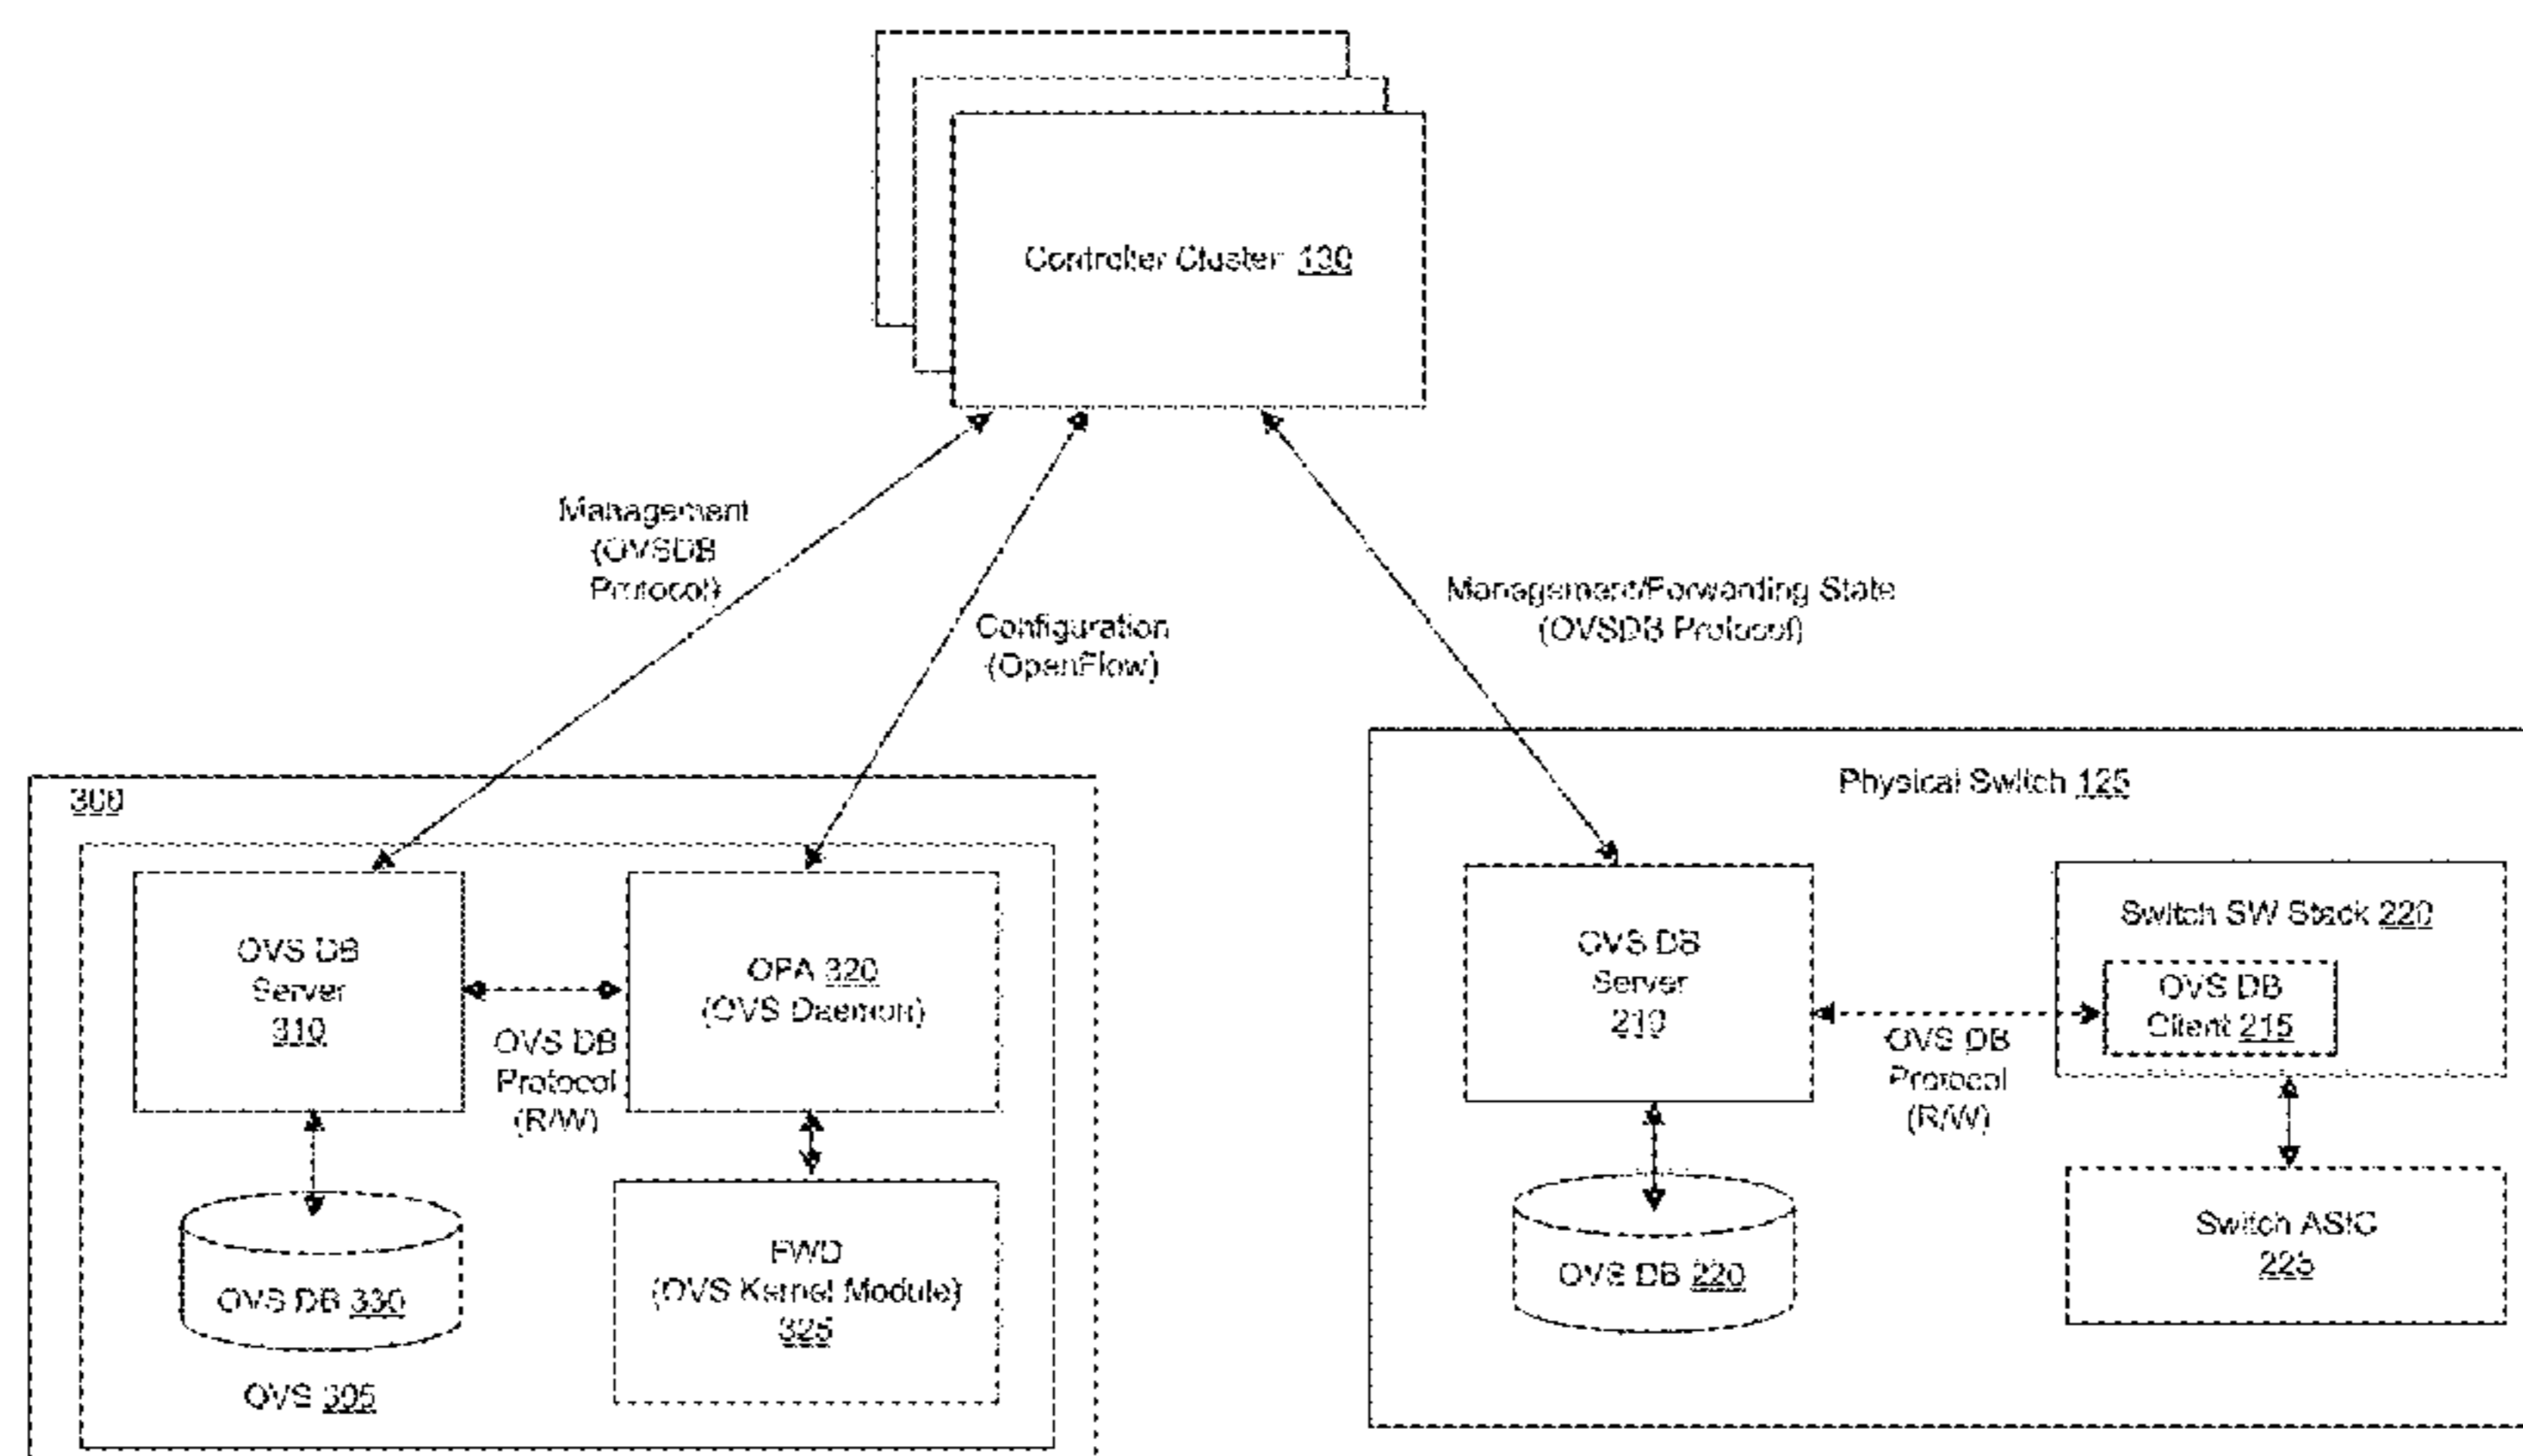 Controller Cluster 130
Management
(OVSDB
Protocol)
Configuration
(OpenFlow)
Management/Forwarding State
(OVSDB Protocol)
300
OVS DB
Server
310
OVS DB
Protocol
(R/W)
OFA 320
(OVS Daemon)
OVS DB 330
FWD
(OVS Kernel Module)
325
OVS 305
Physical Switch 125
OVS DB
Server
210
OVS DB
Protocol
(R/W)
Switch SW Stack 220
OVS DB
Client 215
OVS DB 220
Switch ASIC
225